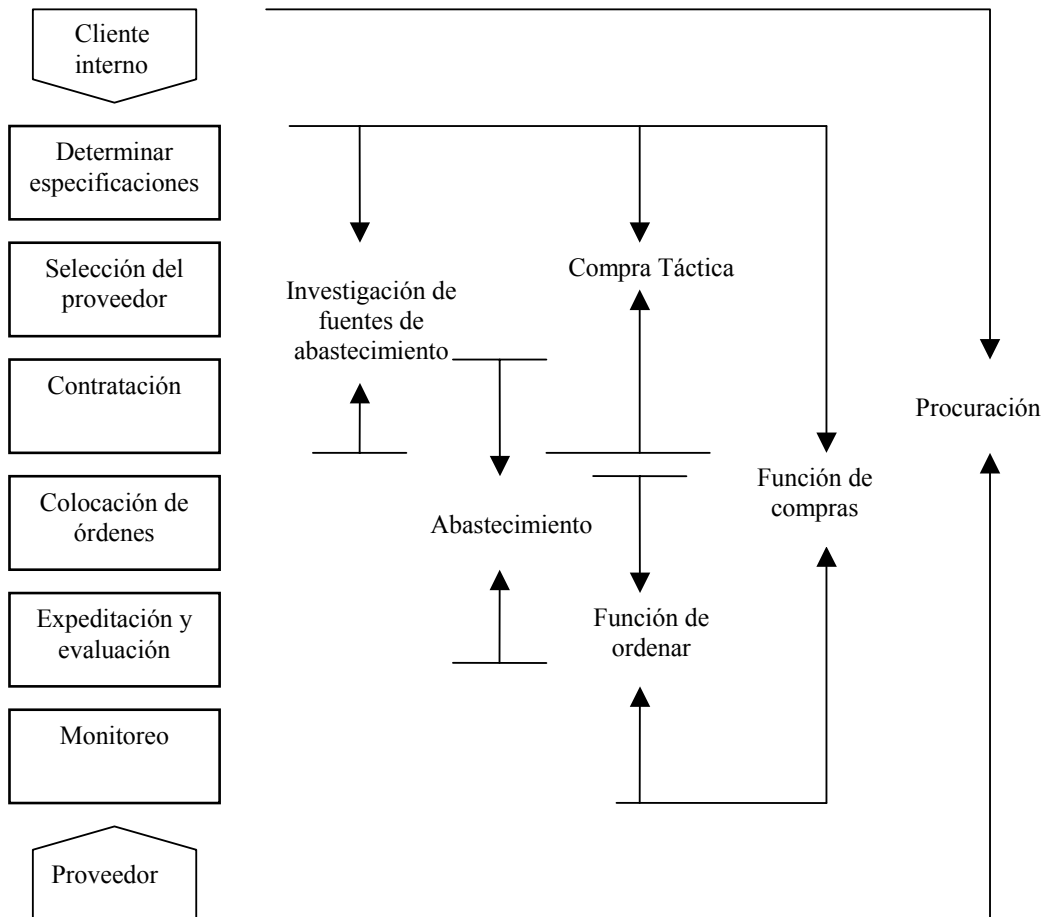 Cliente
interno
Determinar
especificaciones
Selección del
proveedor
Contratación
Colocación de
órdenes
Expeditación y
evaluación
Monitoreo
Proveedor
Investigación de
fuentes de
abastecimiento
Abastecimiento
Compra Táctica
Función de
ordenar
Función de
compras
Procuración